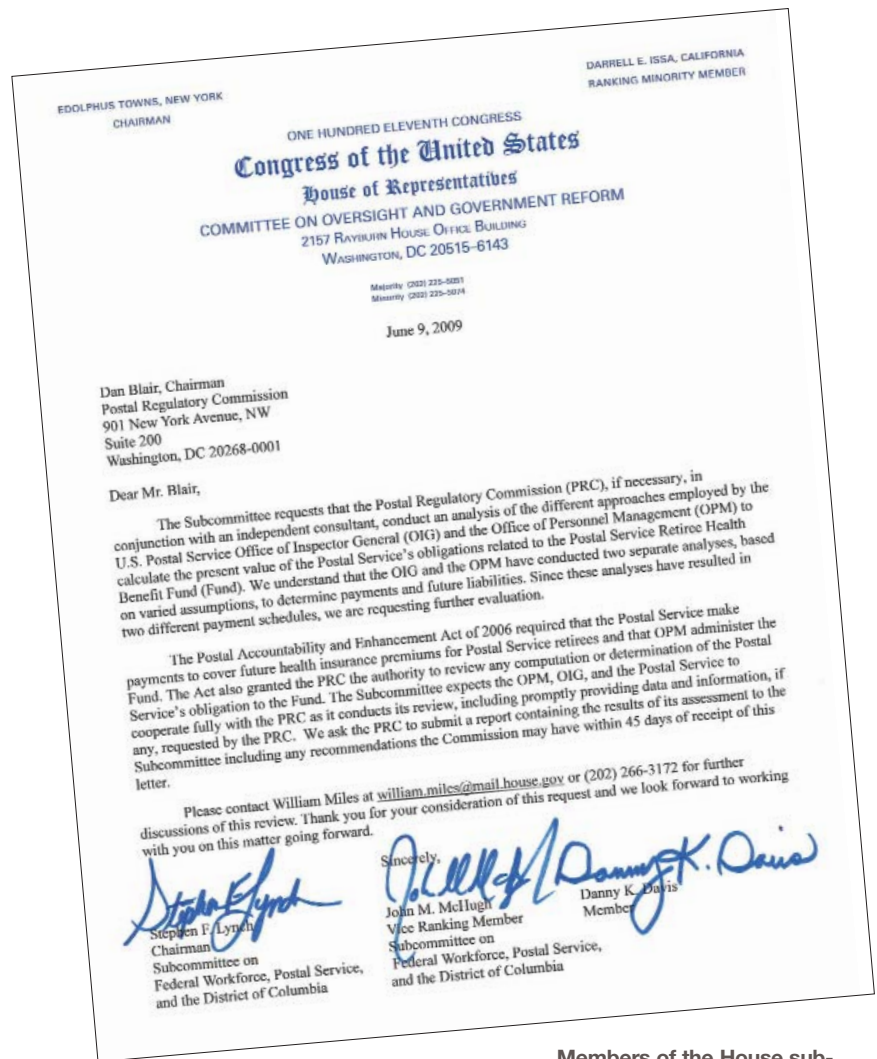 EDOLPHUS TOWNS, NEW YORK
CHAIRMAN
DARRELL E. ISSA, CALIFORNIA
RANKING MINORITY MEMBER
ONE HUNDRED ELEVENTH CONGRESS
Congress of the United States
House of Representatives
COMMITTEE ON OVERSIGHT AND GOVERNMENT REFORM
2157 RAYBURN HOUSE OFFICE BUILDING
WASHINGTON, DC 20515–6143
Majority (202) 225–5051
Minority (202) 225–5074
June 9, 2009
Dan Blair, Chairman
Postal Regulatory Commission
901 New York Avenue, NW
Suite 200
Washington, DC 20268-0001
Dear Mr. Blair,
The Subcommittee requests that the Postal Regulatory Commission (PRC), if necessary, in
conjunction with an independent consultant, conduct an analysis of the different approaches employed by the
U.S. Postal Service Office of Inspector General (OIG) and the Office of Personnel Management (OPM) to
calculate the present value of the Postal Service's obligations related to the Postal Service Retiree Health
Benefit Fund (Fund). We understand that the OIG and the OPM have conducted two separate analyses, based
on varied assumptions, to determine payments and future liabilities. Since these analyses have resulted in
two different payment schedules, we are requesting further evaluation.
The Postal Accountability and Enhancement Act of 2006 required that the Postal Service make
payments to cover future health insurance premiums for Postal Service retirees and that OPM administer the
Fund. The Act also granted the PRC the authority to review any computation or determination of the Postal
Service's obligation to the Fund. The Subcommittee expects the OPM, OIG, and the Postal Service to
cooperate fully with the PRC as it conducts its review, including promptly providing data and information, if
any, requested by the PRC. We ask the PRC to submit a report containing the results of its assessment to the
Subcommittee including any recommendations the Commission may have within 45 days of receipt of this
letter.
Please contact William Miles at william.miles@mail.house.gov or (202) 266-3172 for further
discussions of this review. Thank you for your consideration of this request and we look forward to working
with you on this matter going forward.
Sincerely,
Stephen F. Lynch
Chairman
Subcommittee on
Federal Workforce, Postal Service,
and the District of Columbia
John M. McHugh
Vice Ranking Member
Subcommittee on
Federal Workforce, Postal Service,
and the District of Columbia
Danny K. Davis
Danny K. Davis
Member
Members of the House sub-